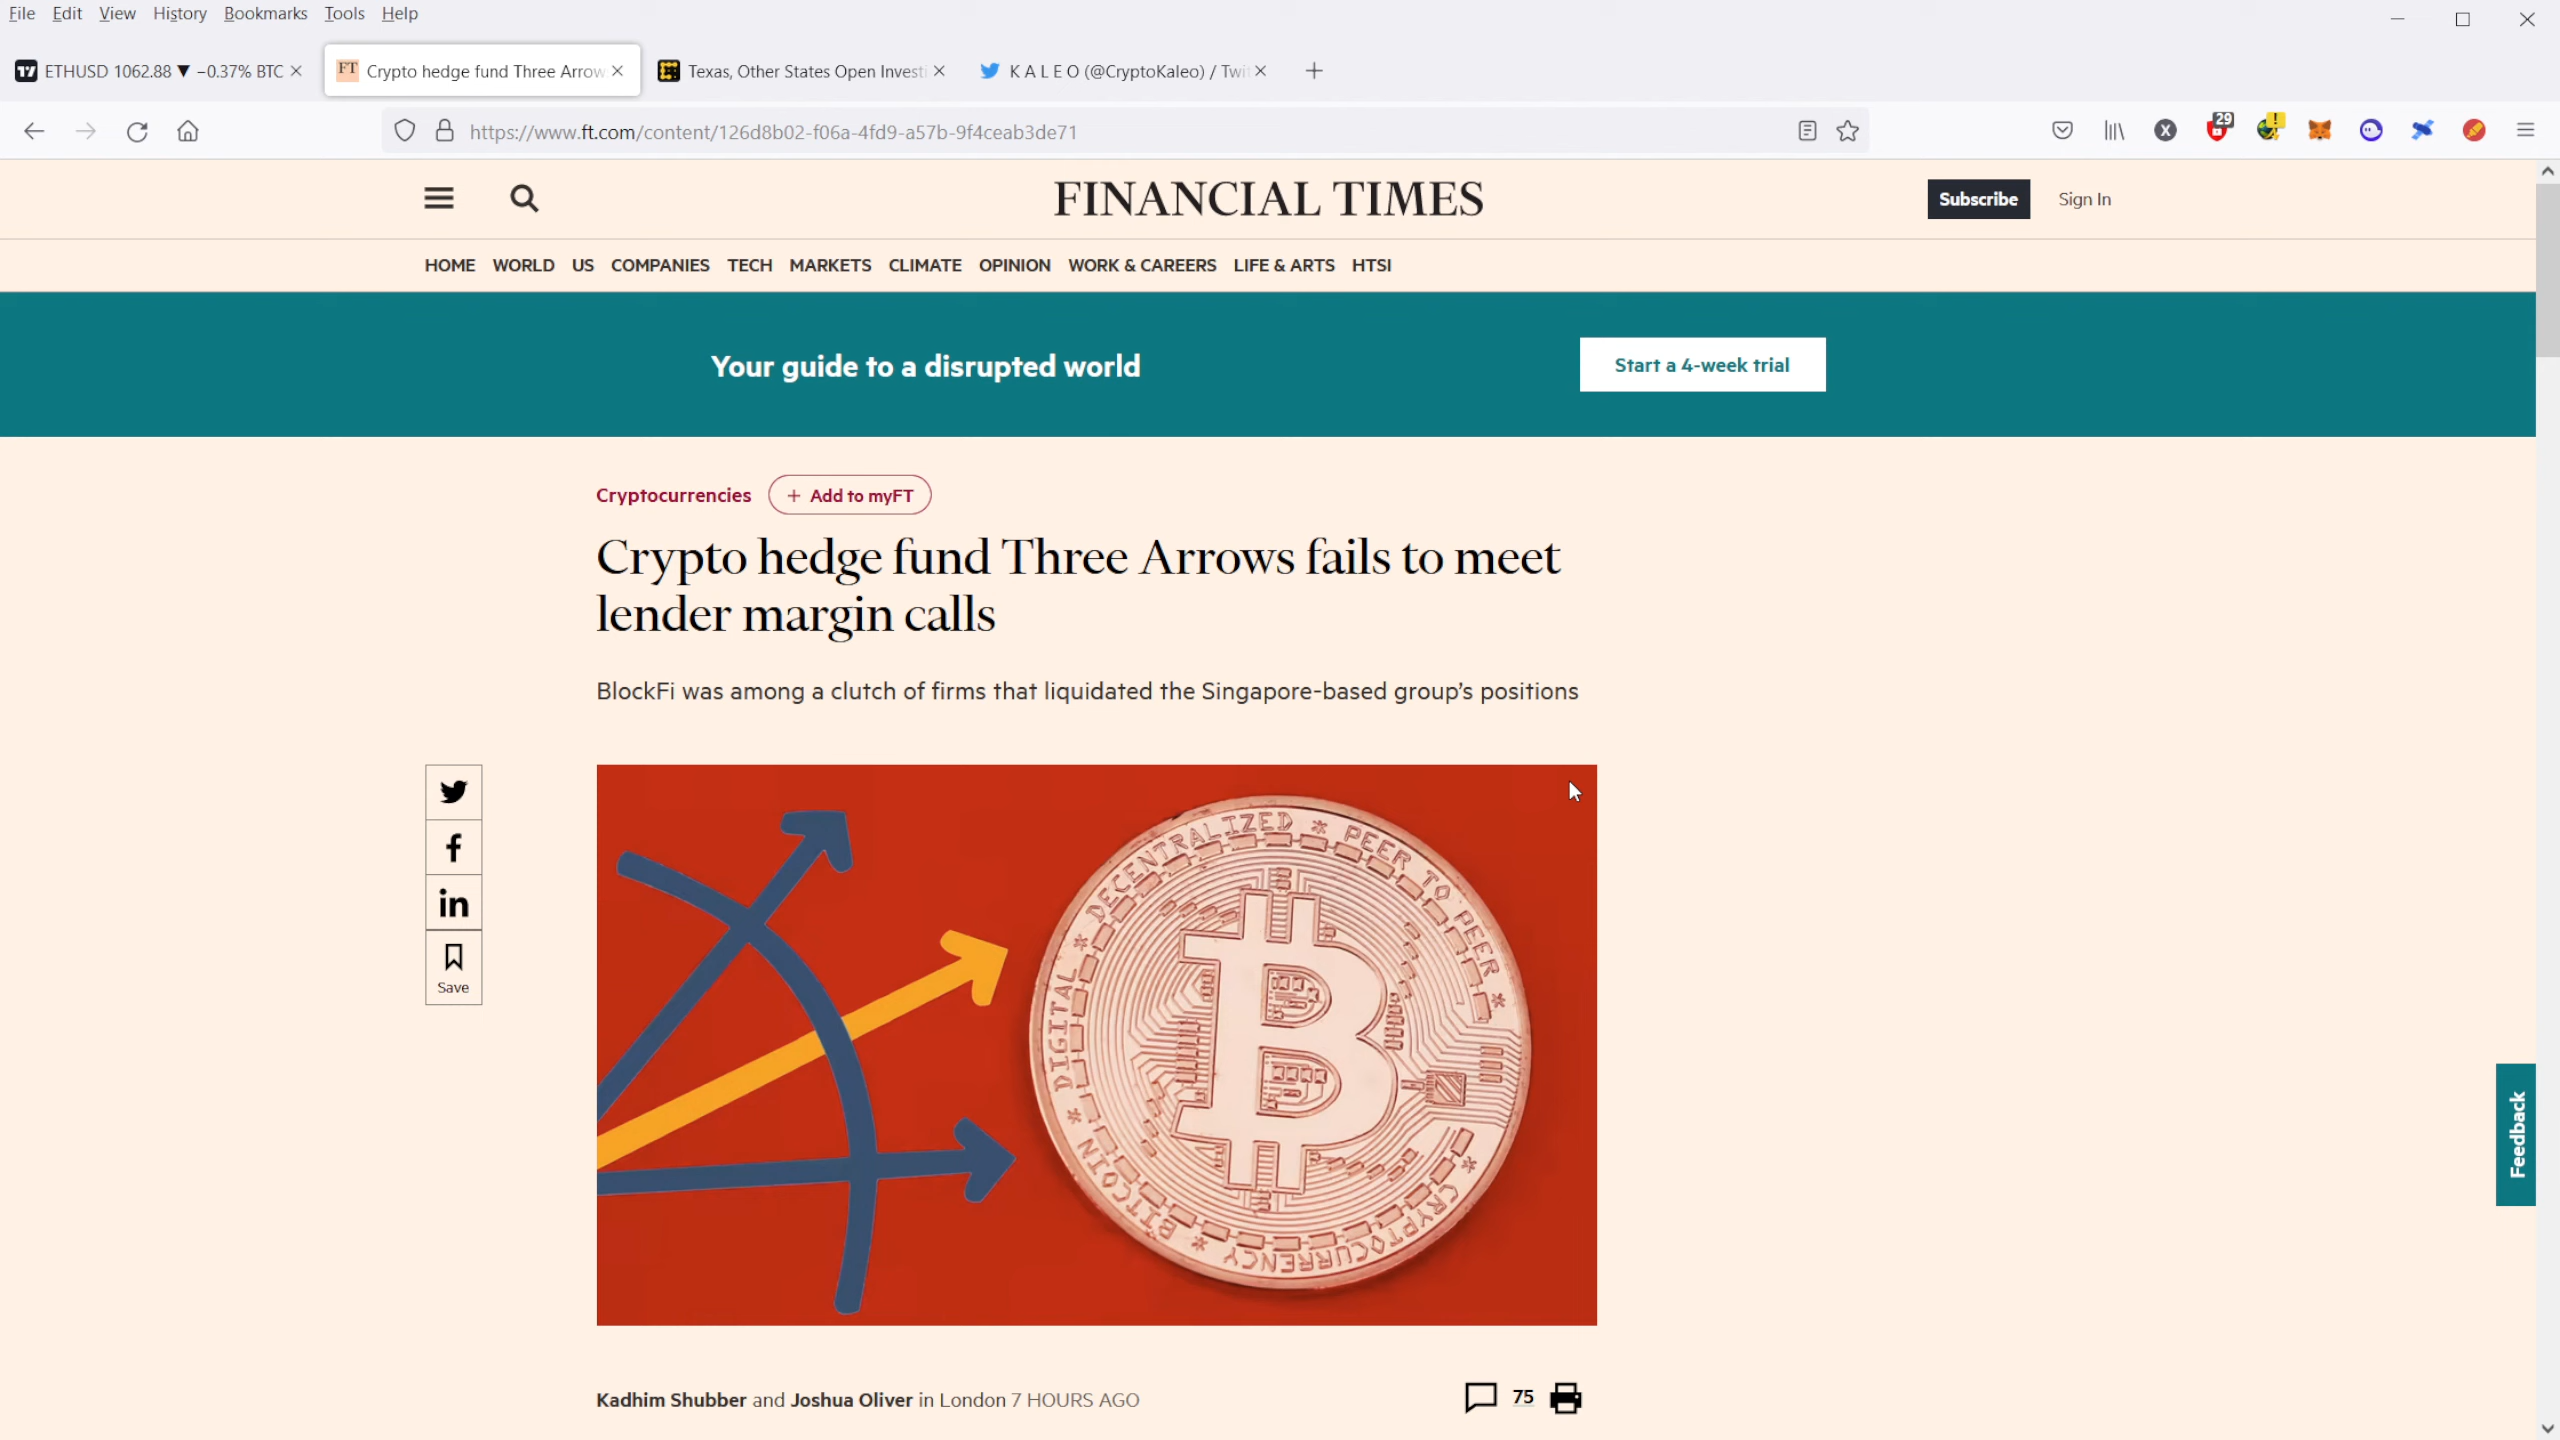 File Edit View History Bookmarks Tools Help
ETHUSD 1062.88 ▼ −0.37% BTC
FT Crypto hedge fund Three Arrow
Texas, Other States Open Investi
K A L E O (@CryptoKaleo) / Twit
https://www.ft.com/content/126d8b02-f06a-4fd9-a57b-9f4ceab3de71
29
FINANCIAL TIMES
Subscribe Sign In
HOME WORLD US COMPANIES TECH MARKETS CLIMATE OPINION WORK & CAREERS LIFE & ARTS HTSI
Your guide to a disrupted world
Start a 4-week trial
Cryptocurrencies + Add to myFT
Crypto hedge fund Three Arrows fails to meet
lender margin calls
BlockFi was among a clutch of firms that liquidated the Singapore-based group's positions
Save
BITCOIN * DIGITAL * DECENTRALIZED * PEER TO PEER *
* CRYPTOCURRENCY *
Feedback
Kadhim Shubber and Joshua Oliver in London 7 HOURS AGO
75